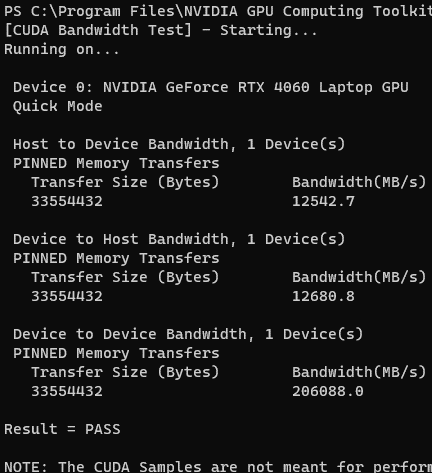 PS C:\Program Files\NVIDIA GPU Computing Toolkit
[CUDA Bandwidth Test] - Starting...
Running on...
Device 0: NVIDIA GeForce RTX 4060 Laptop GPU
Quick Mode
Host to Device Bandwidth, 1 Device(s)
PINNED Memory Transfers
Transfer Size (Bytes) Bandwidth(MB/s)
33554432 12542.7
Device to Host Bandwidth, 1 Device(s)
PINNED Memory Transfers
Transfer Size (Bytes) Bandwidth(MB/s)
33554432 12680.8
Device to Device Bandwidth, 1 Device(s)
PINNED Memory Transfers
Transfer Size (Bytes) Bandwidth(MB/s)
33554432 206088.0
Result = PASS
NOTE: The CUDA Samples are not meant for perform